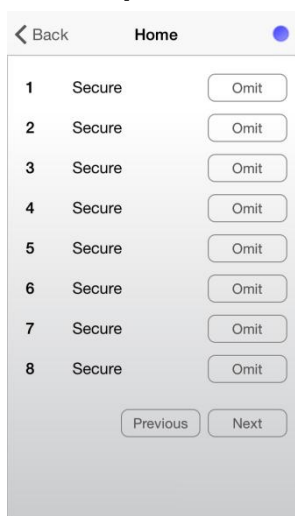 Back Home
1 Secure Omit
2 Secure Omit
3 Secure Omit
4 Secure Omit
5 Secure Omit
6 Secure Omit
7 Secure Omit
8 Secure Omit
Previous Next